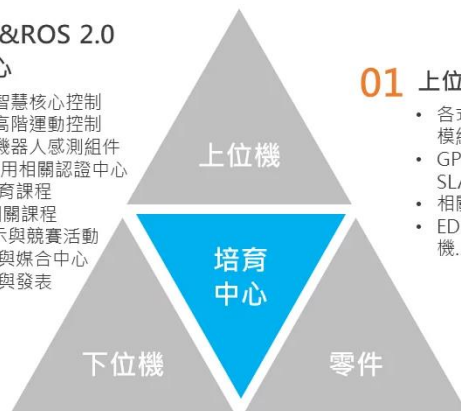 &ROS 2.0
心
智慧核心控制
高階運動控制
機器人感測組件
用相關認證中心
育課程
關課程
示與競賽活動
與媒合中心
與發表
上位機
培育
中心
下位機
零件
01 上位
• 各式
模組
• GP
SLA
• 相關
• ED
機..